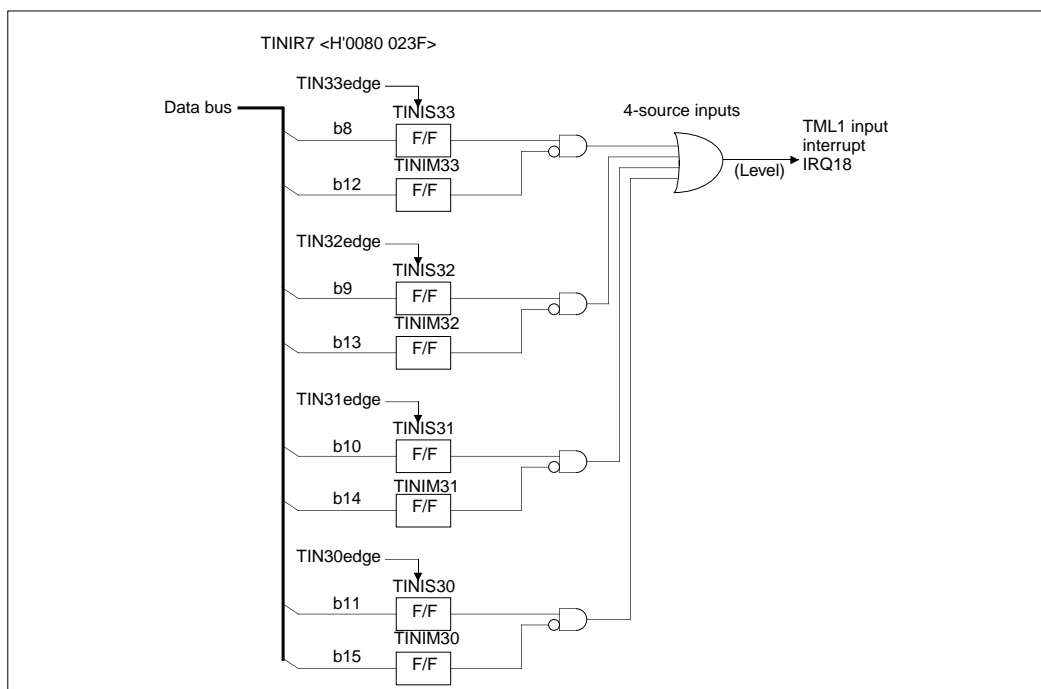 TINIR7 <H'0080 023F>
TIN33edge
Data bus
TINIS33
4-source inputs
b8
F/F
TML1 input
interrupt
IRQ18
TINIM33
(Level)
b12
F/F
TIN32edge
TINIS32
b9
F/F
TINIM32
b13
F/F
TIN31edge
TINIS31
b10
F/F
TINIM31
b14
F/F
TIN30edge
TINIS30
b11
F/F
TINIM30
b15
F/F